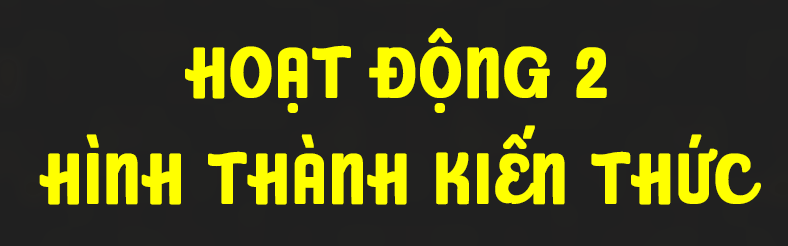 HOẠT ĐỘNG 2
HÌNH THÀNH KIẾN THỨC